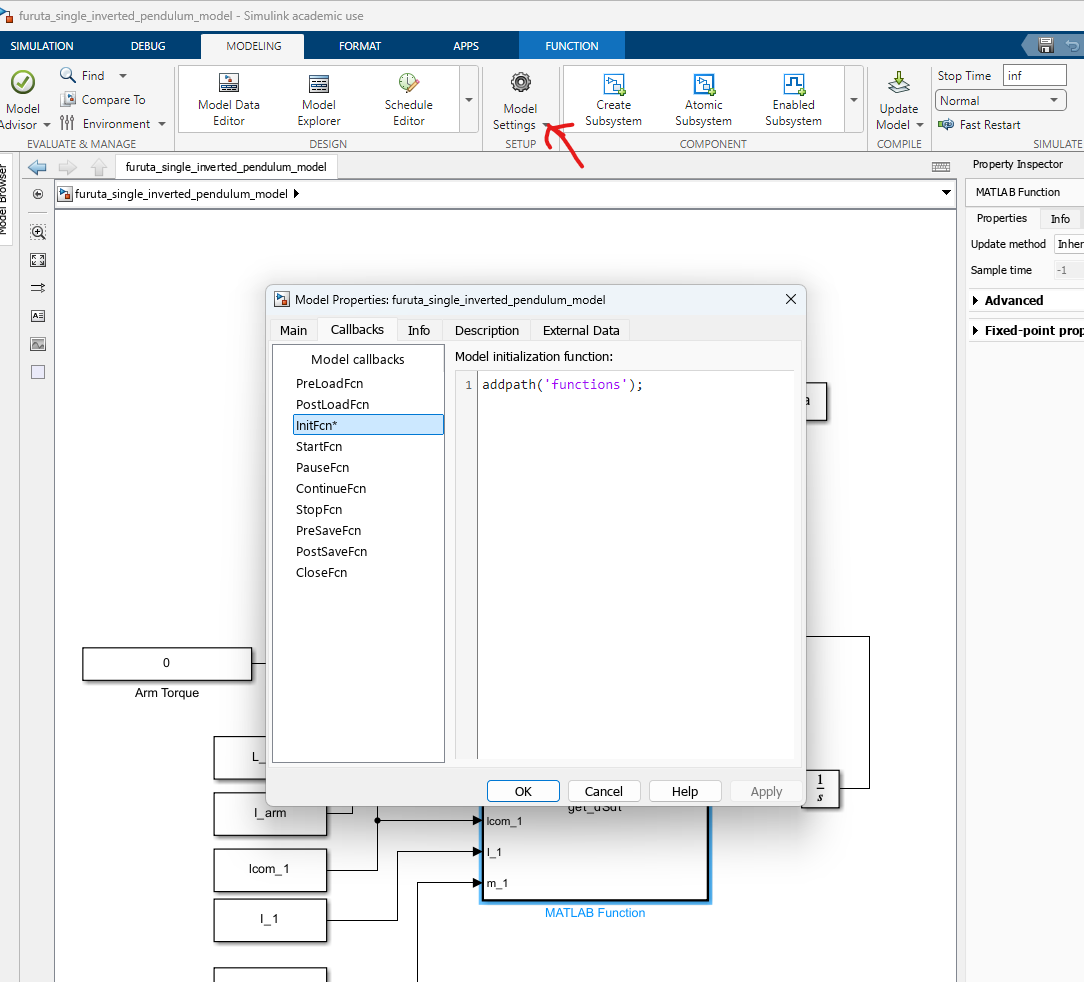 furuta_single_inverted_pendulum_model - Simulink academic use
SIMULATION DEBUG MODELING FORMAT APPS FUNCTION
Model Advisor
Find
Compare To
Environment
EVALUATE & MANAGE
Model Data Editor
Model Explorer
Schedule Editor
DESIGN
Model Settings
SETUP
Create Subsystem
Atomic Subsystem
Enabled Subsystem
COMPONENT
Update Model
COMPILE
Stop Time inf
Normal
Fast Restart
SIMULATE
Model Browser
furuta_single_inverted_pendulum_model
furuta_single_inverted_pendulum_model
Property Inspector
MATLAB Function
Properties Info
Update method Inher
Sample time -1
Advanced
Fixed-point prop
Model Properties: furuta_single_inverted_pendulum_model
Main Callbacks Info Description External Data
Model callbacks
PreLoadFcn
PostLoadFcn
InitFcn*
StartFcn
PauseFcn
ContinueFcn
StopFcn
PreSaveFcn
PostSaveFcn
CloseFcn
Model initialization function:
1 addpath('functions');
OK Cancel Help Apply
a
0
Arm Torque
L_
I_arm
lcom_1
I_1
lcom_1
I_1
m_1
MATLAB Function
1
s